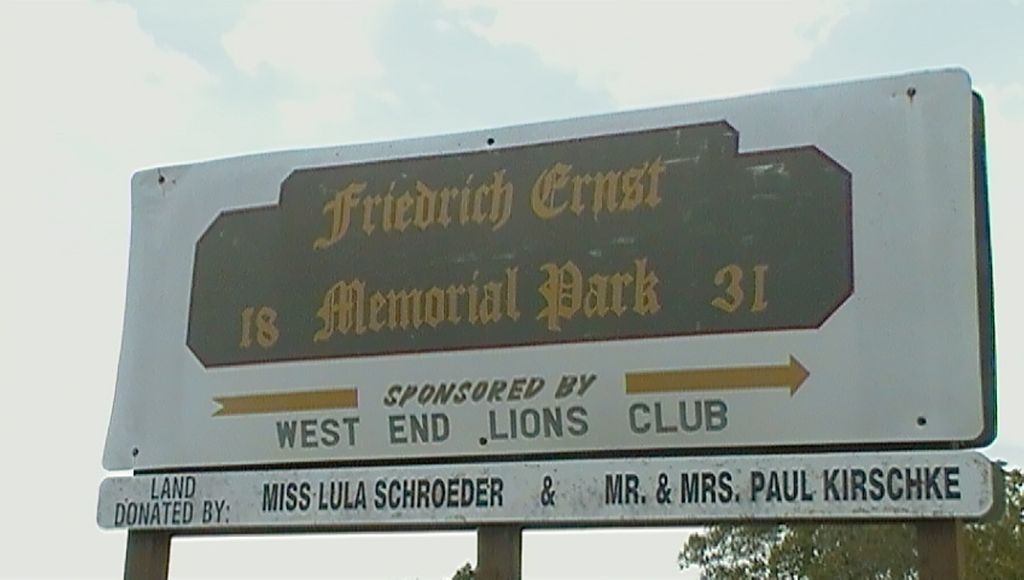 Friedrich Ernst
18 Memorial Park 31
SPONSORED BY
WEST END LIONS CLUB
LAND DONATED BY: MISS LULA SCHROEDER & MR. & MRS. PAUL KIRSCHKE